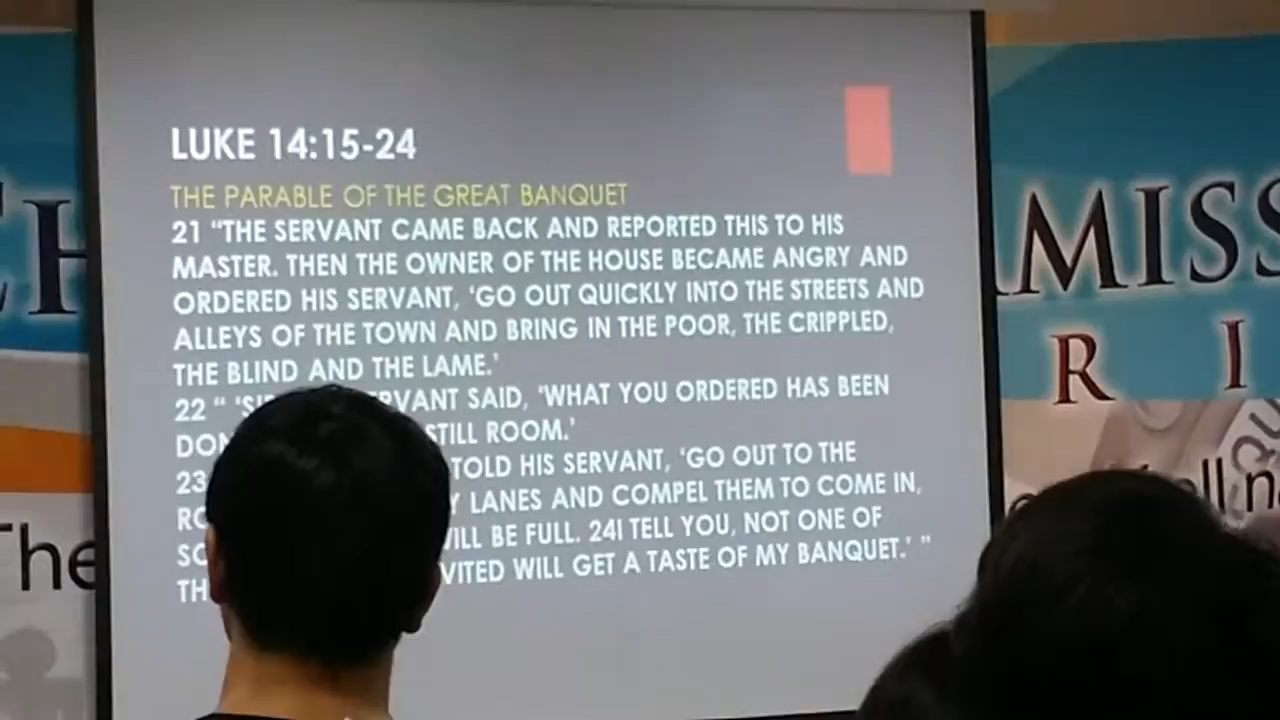 LUKE 14:15-24
THE PARABLE OF THE GREAT BANQUET
21 “THE SERVANT CAME BACK AND REPORTED THIS TO HIS
MASTER. THEN THE OWNER OF THE HOUSE BECAME ANGRY AND
ORDERED HIS SERVANT, ‘GO OUT QUICKLY INTO THE STREETS AND
ALLEYS OF THE TOWN AND BRING IN THE POOR, THE CRIPPLED,
THE BLIND AND THE LAME.’
22 “ SERVANT SAID, ‘WHAT YOU ORDERED HAS BEEN
STILL ROOM.’
23 TOLD HIS SERVANT, ‘GO OUT TO THE
LANES AND COMPEL THEM TO COME IN,
WILL BE FULL. 24I TELL YOU, NOT ONE OF
WILL GET A TASTE OF MY BANQUET.’ ”
MISS
R I
The